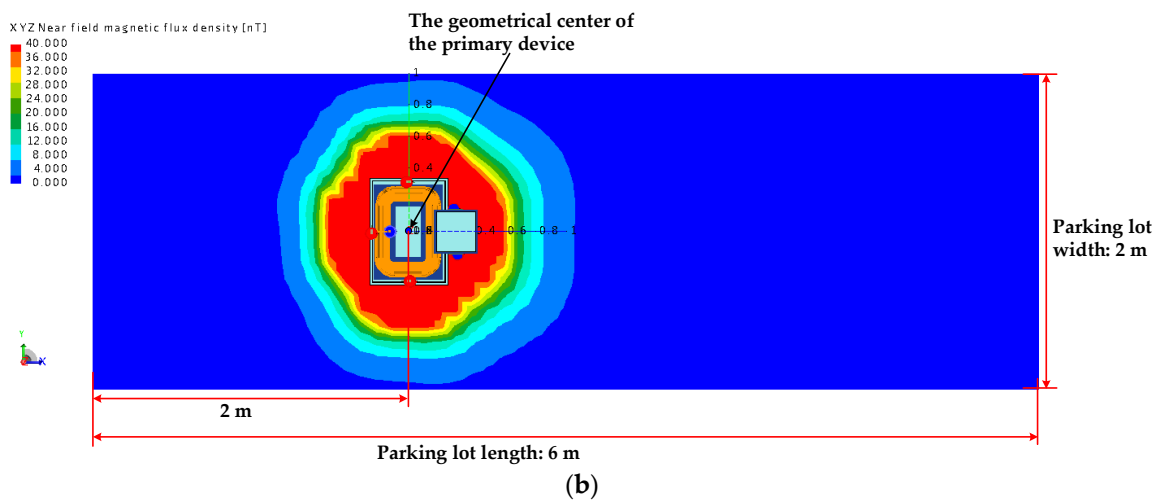 The geometrical center of
the primary device
XYZ Near field magnetic flux density [nT]
40.000
36.000
32.000
28.000
24.000
20.000
16.000
12.000
8.000
4.000
0.000
1
0.8
0.6
0.4
0.4 0.6 0.8 1
Parking lot
width: 2 m
Y
X
2 m
Parking lot length: 6 m
(b)